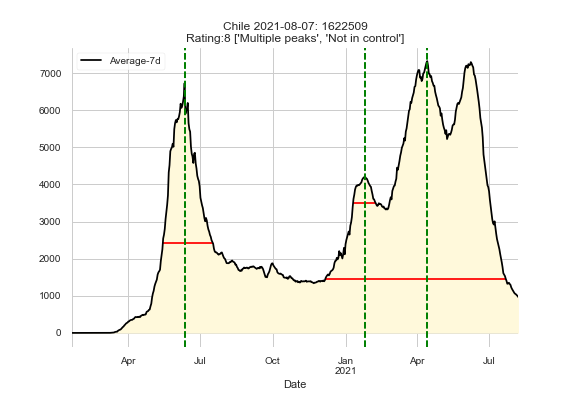 Chile 2021-08-07: 1622509
Rating:8 ['Multiple peaks', 'Not in control']
Average-7d
7000
6000
5000
4000
3000
2000
1000
0
Apr Jul Oct Jan Apr Jul
2021
Date